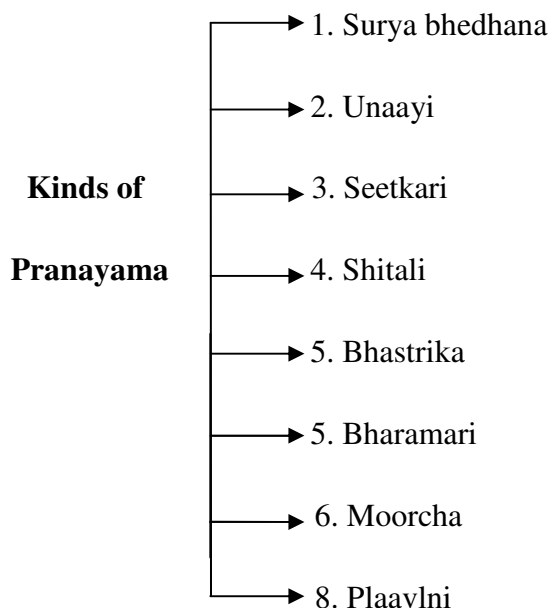 1. Surya bhedhana
2. Unaayi
Kinds of
3. Seetkari
Pranayama
4. Shitali
5. Bhastrika
5. Bharamari
6. Moorcha
8. Plaavlni